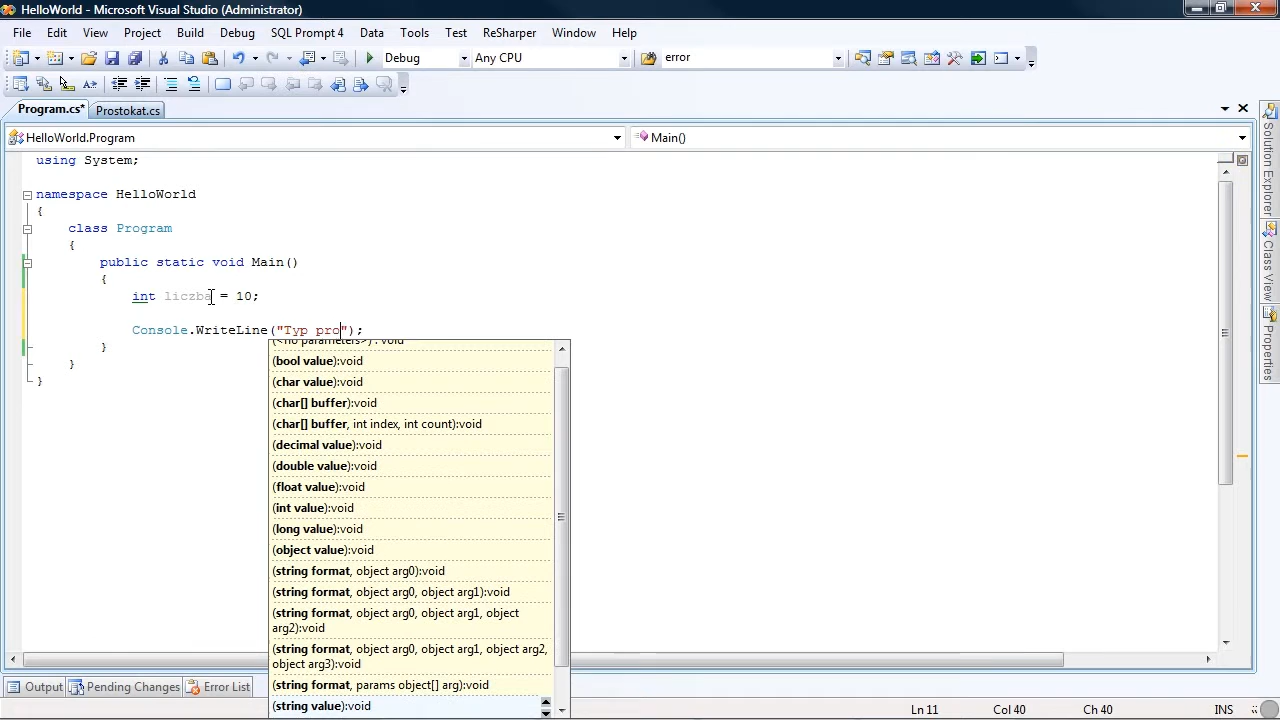 HelloWorld - Microsoft Visual Studio (Administrator)
File Edit View Project Build Debug SQL Prompt 4 Data Tools Test ReSharper Window Help
Debug Any CPU error
Program.cs* Prostokat.cs
HelloWorld.Program Main()
using System;
namespace HelloWorld
{
class Program
{
public static void Main()
{
int liczba = 10;
Console.WriteLine("Typ pro");
}
}
}
(<no parameters>) : void
(bool value):void
(char value):void
(char[] buffer):void
(char[] buffer, int index, int count):void
(decimal value):void
(double value):void
(float value):void
(int value):void
(long value):void
(object value):void
(string format, object arg0):void
(string format, object arg0, object arg1):void
(string format, object arg0, object arg1, object
arg2):void
(string format, object arg0, object arg1, object arg2,
object arg3):void
(string format, params object[] arg):void
(string value):void
Solution Explorer
Class View
Properties
Output Pending Changes Error List
Ln 11 Col 40 Ch 40 INS